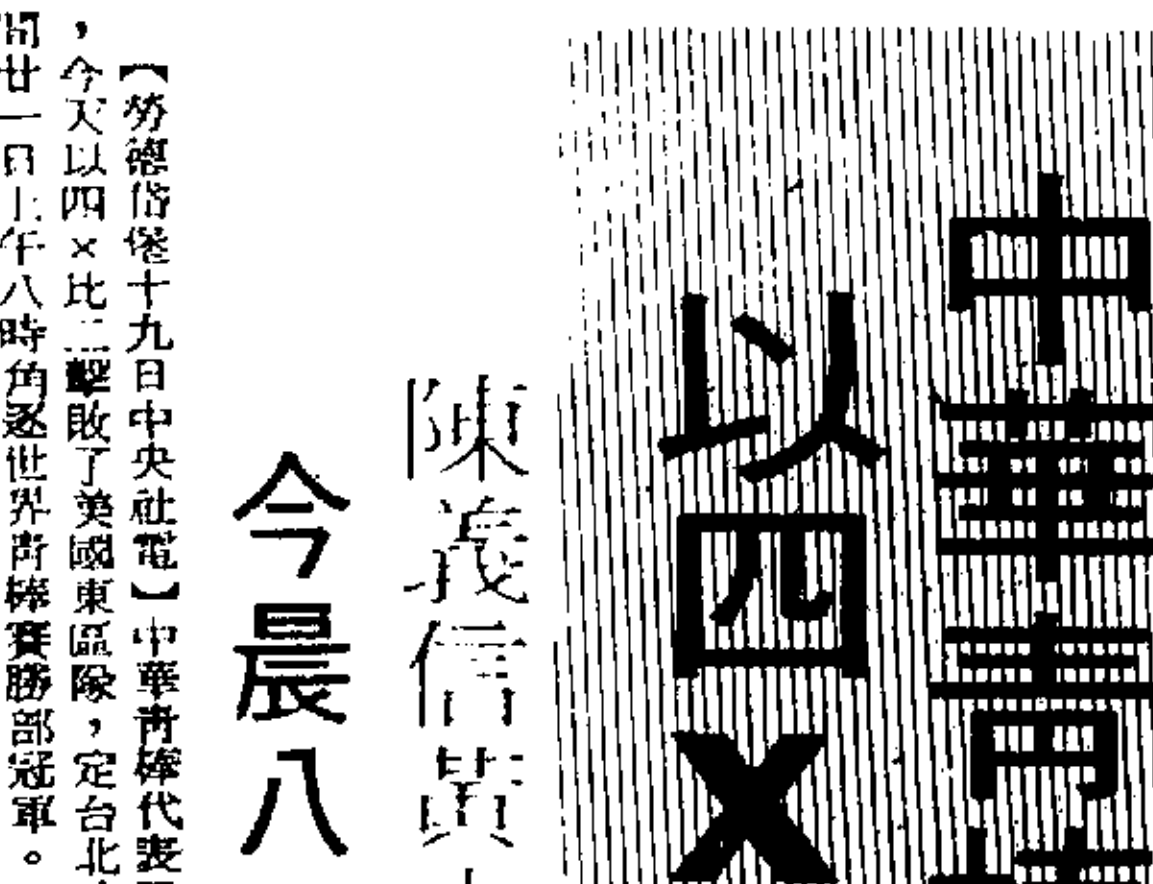 中華青
以四X
陳義信黃
今晨八
【勞德岱堡十九日中央社電】中華青棒代表
，今天以四×比二擊敗了美國東區隊，定台北
間廿一日上午八時角逐世界青棒賽勝部冠軍。